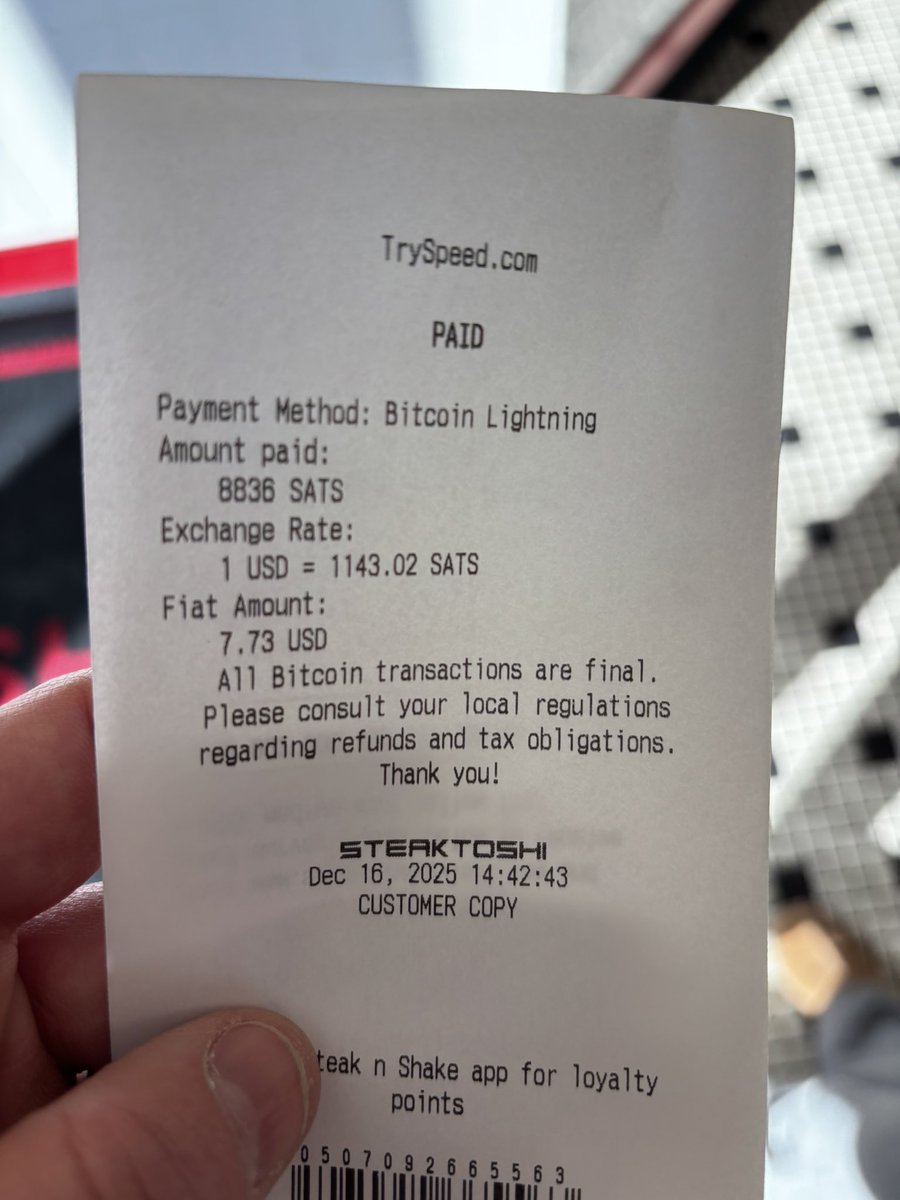 TrySpeed.com
PAID
Payment Method: Bitcoin Lightning
Amount paid:
8836 SATS
Exchange Rate:
1 USD = 1143.02 SATS
Fiat Amount:
7.73 USD
All Bitcoin transactions are final.
Please consult your local regulations
regarding refunds and tax obligations.
Thank you!
STEAKTOSHI
Dec 16, 2025 14:42:43
CUSTOMER COPY
teak n Shake app for loyalty
points
0507092665563